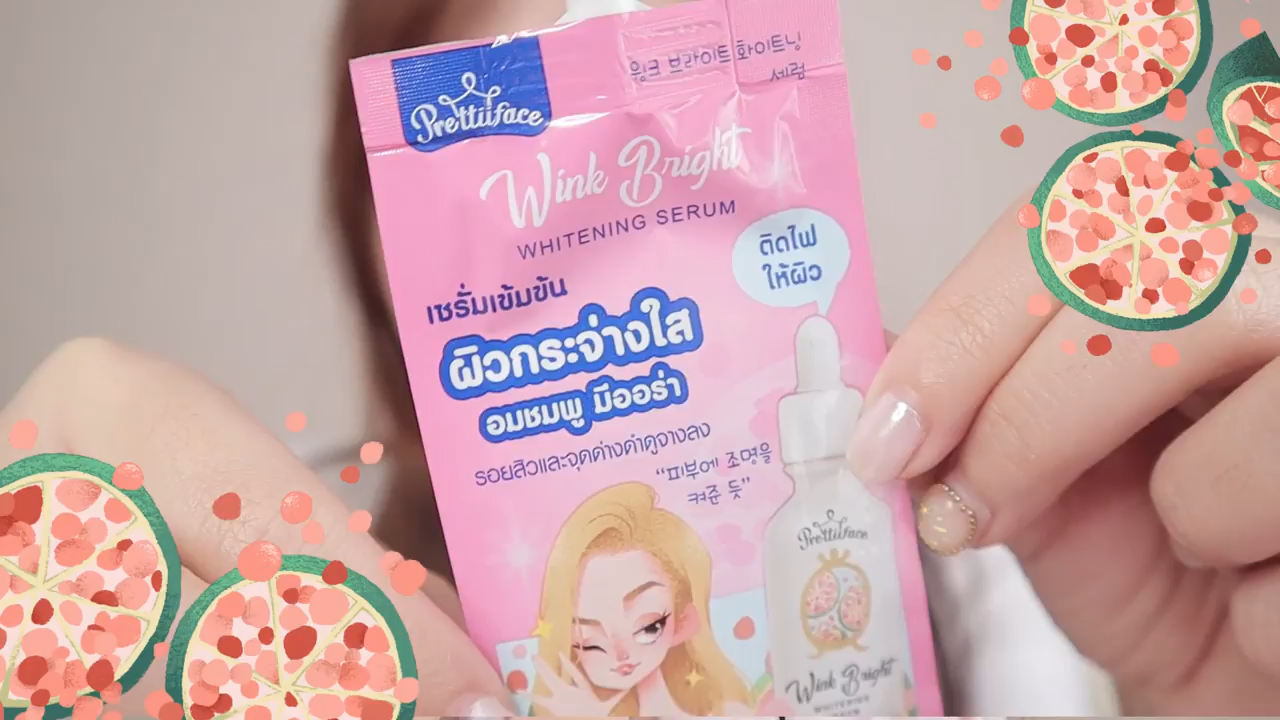 Prettiiface
윙크 브라이트 화이트닝
세럼
Wink Bright
WHITENING SERUM
ติดไฟ
ให้ผิว
เซรั่มเข้มข้น
ผิวกระจ่างใส
อมชมพู มีออร่า
รอยสิวและจุดด่างดำดูจางลง
“피부에 조명을
켜준 듯”
Prettiiface
Wink Bright
WHITENING
SERUM